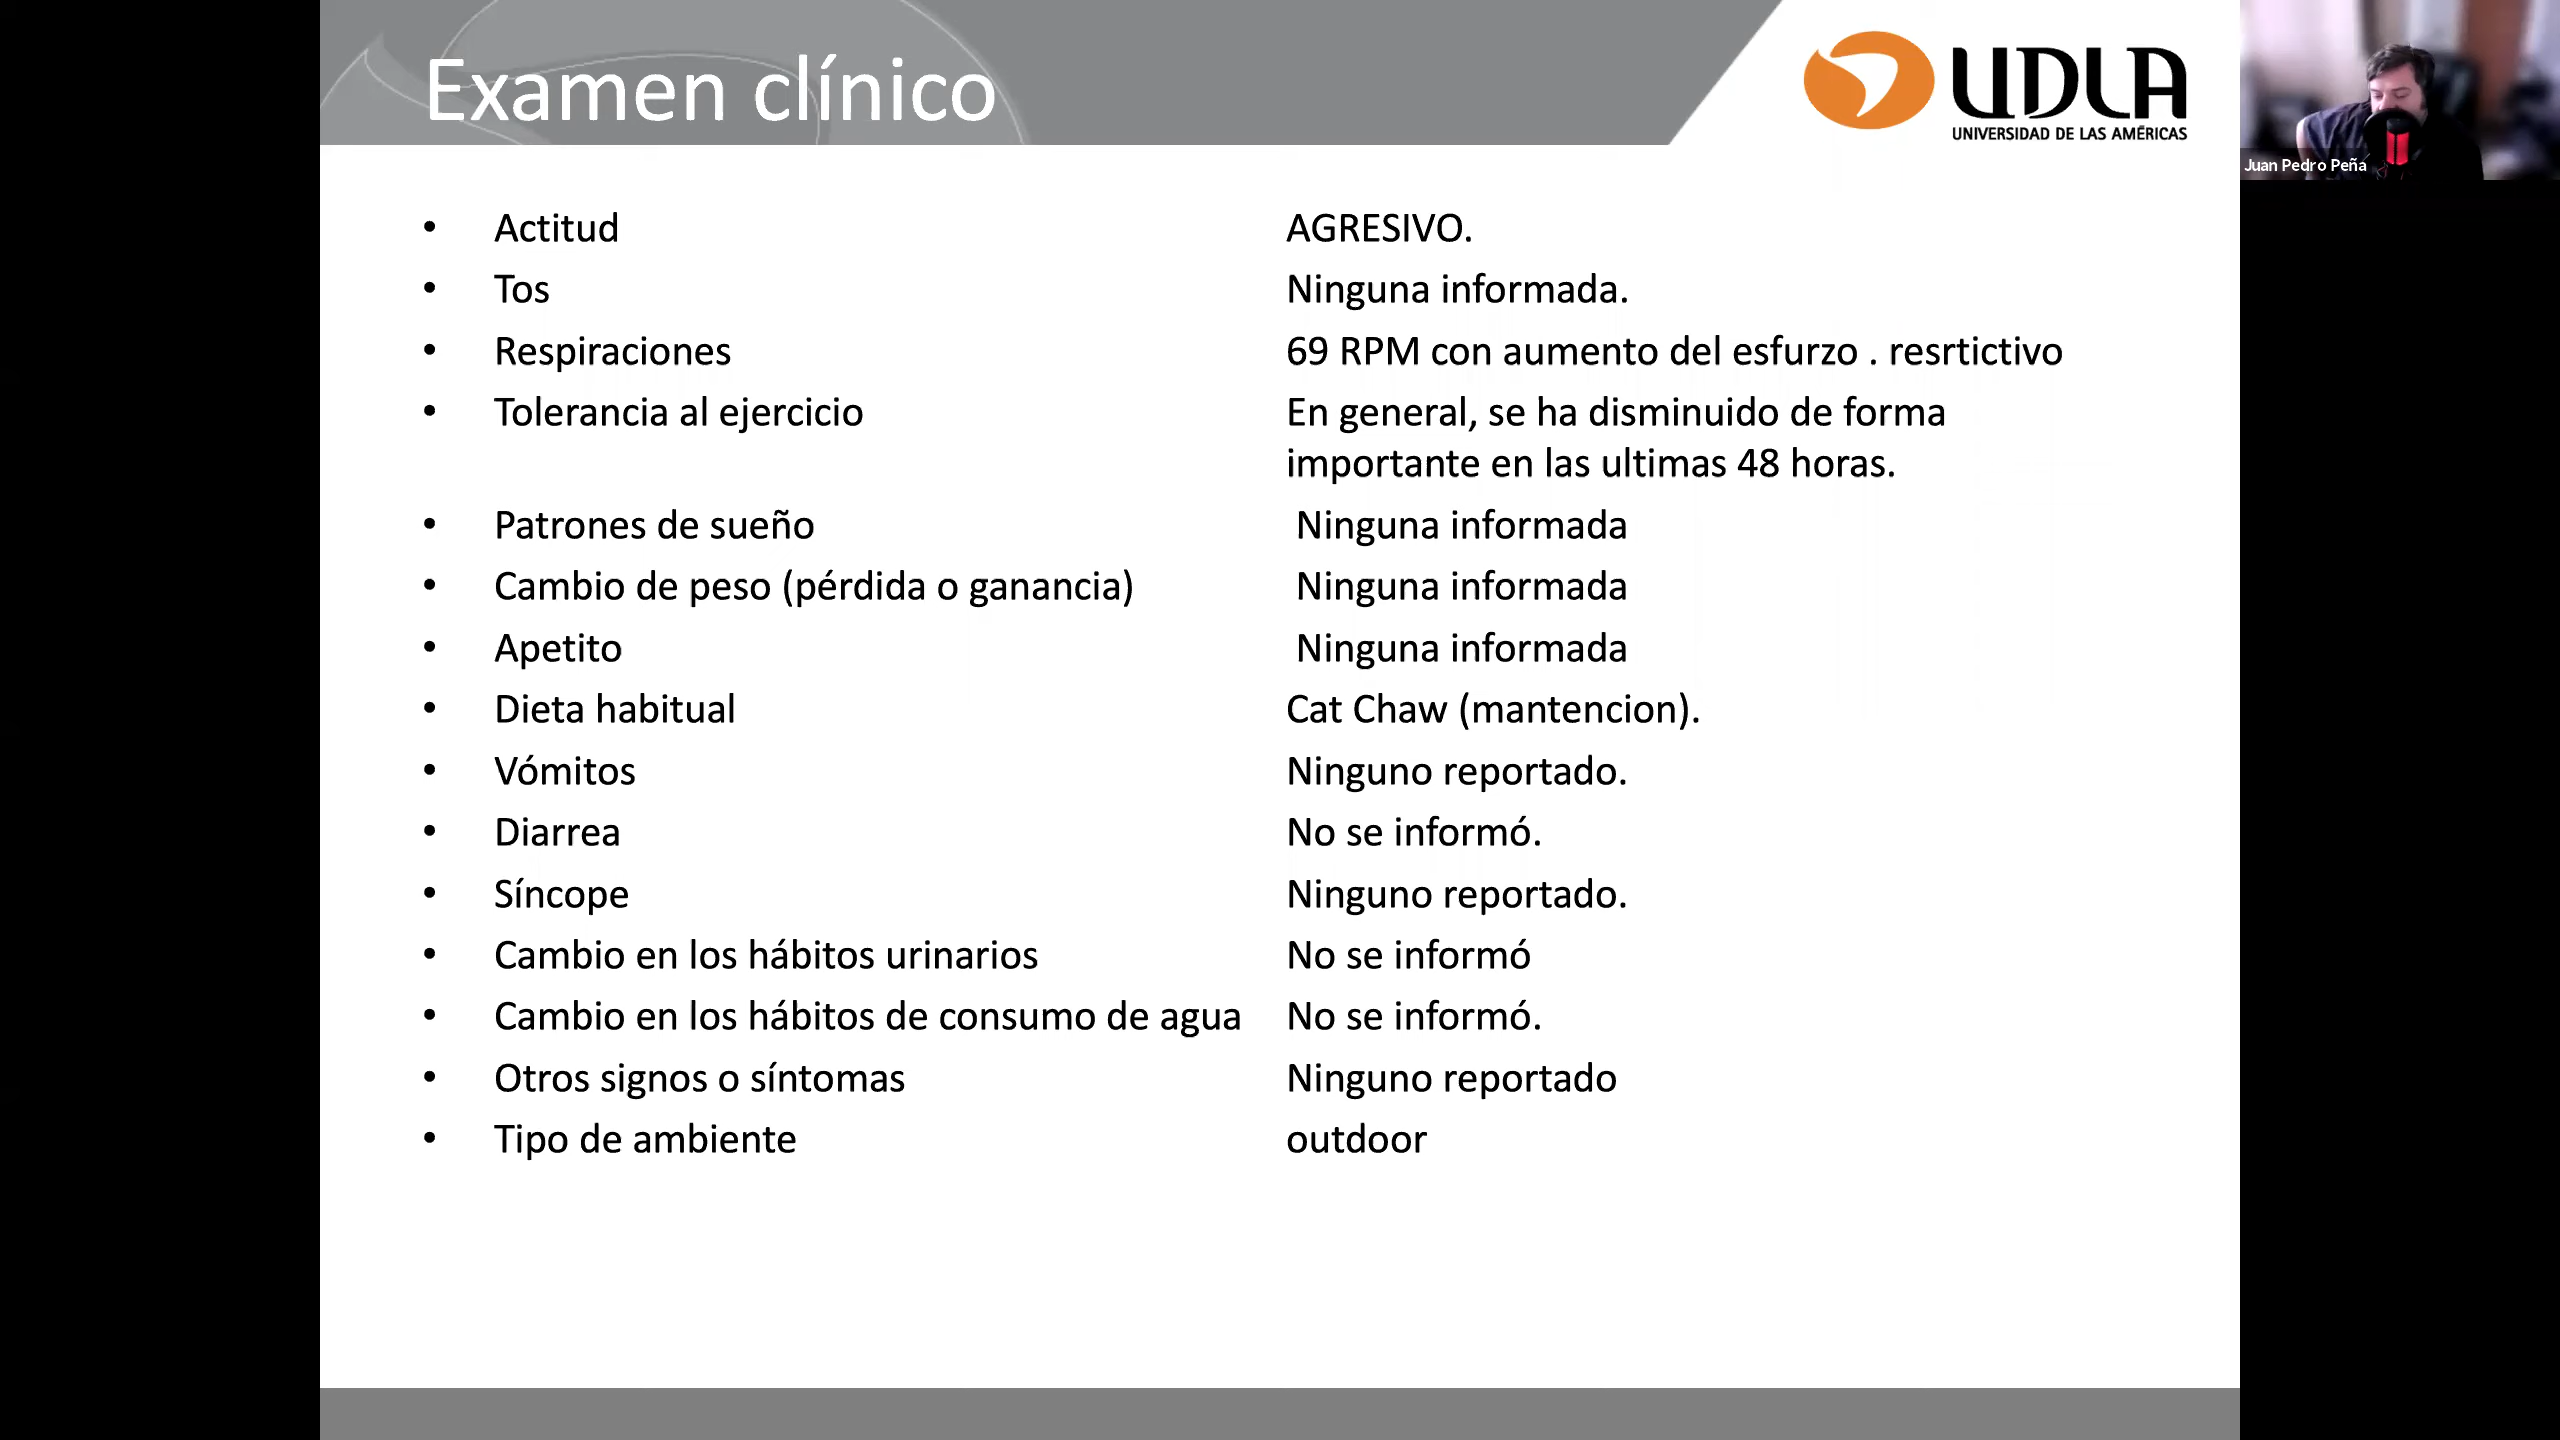 Examen clínico
UDLA
UNIVERSIDAD DE LAS AMÉRICAS
Juan Pedro Peña
• Actitud AGRESIVO.
• Tos Ninguna informada.
• Respiraciones 69 RPM con aumento del esfurzo . resrtictivo
• Tolerancia al ejercicio En general, se ha disminuido de forma
importante en las ultimas 48 horas.
• Patrones de sueño Ninguna informada
• Cambio de peso (pérdida o ganancia) Ninguna informada
• Apetito Ninguna informada
• Dieta habitual Cat Chaw (mantencion).
• Vómitos Ninguno reportado.
• Diarrea No se informó.
• Síncope Ninguno reportado.
• Cambio en los hábitos urinarios No se informó
• Cambio en los hábitos de consumo de agua No se informó.
• Otros signos o síntomas Ninguno reportado
• Tipo de ambiente outdoor